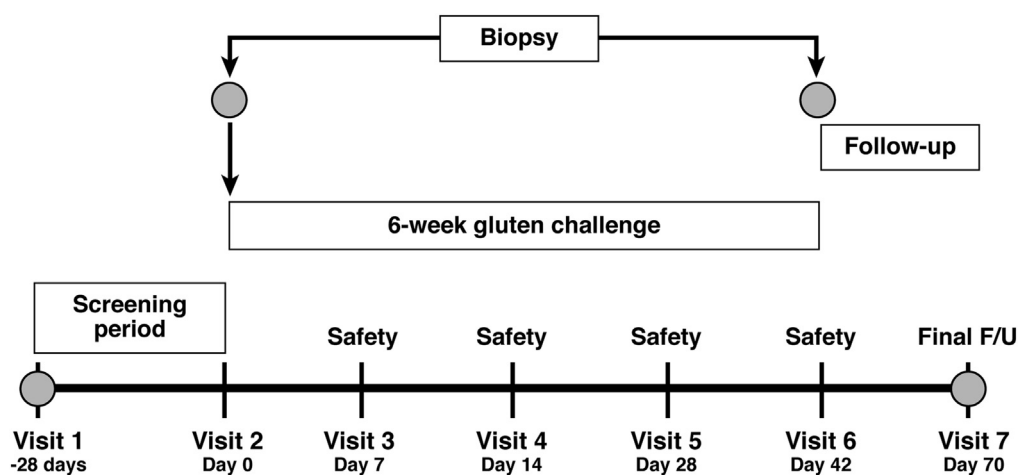 Biopsy
Follow-up
6-week gluten challenge
Screening
period
Safety
Safety
Safety
Safety
Final F/U
Visit 1
-28 days
Visit 2
Day 0
Visit 3
Day 7
Visit 4
Day 14
Visit 5
Day 28
Visit 6
Day 42
Visit 7
Day 70